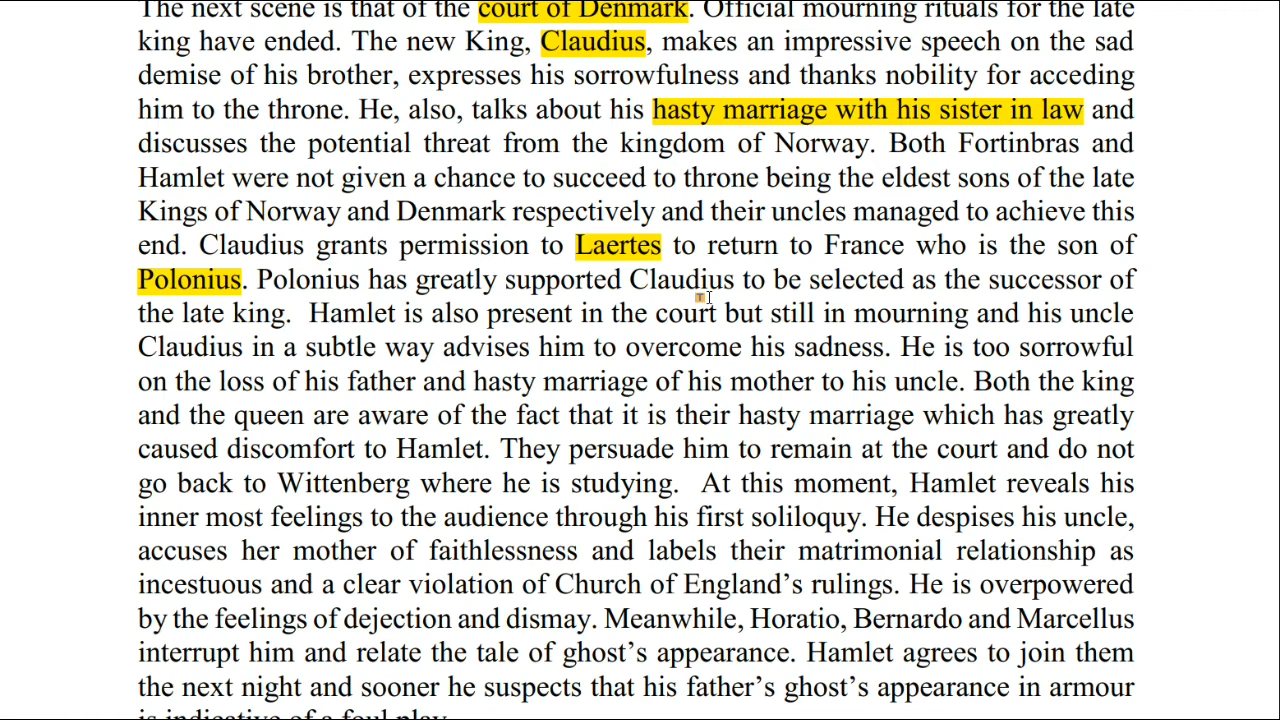 The next scene is that of the court of Denmark. Official mourning rituals for the late
king have ended. The new King, Claudius, makes an impressive speech on the sad
demise of his brother, expresses his sorrowfulness and thanks nobility for acceding
him to the throne. He, also, talks about his hasty marriage with his sister in law and
discusses the potential threat from the kingdom of Norway. Both Fortinbras and
Hamlet were not given a chance to succeed to throne being the eldest sons of the late
Kings of Norway and Denmark respectively and their uncles managed to achieve this
end. Claudius grants permission to Laertes to return to France who is the son of
Polonius. Polonius has greatly supported Claudius to be selected as the successor of
the late king.  Hamlet is also present in the court but still in mourning and his uncle
Claudius in a subtle way advises him to overcome his sadness. He is too sorrowful
on the loss of his father and hasty marriage of his mother to his uncle. Both the king
and the queen are aware of the fact that it is their hasty marriage which has greatly
caused discomfort to Hamlet. They persuade him to remain at the court and do not
go back to Wittenberg where he is studying.  At this moment, Hamlet reveals his
inner most feelings to the audience through his first soliloquy. He despises his uncle,
accuses her mother of faithlessness and labels their matrimonial relationship as
incestuous and a clear violation of Church of England’s rulings. He is overpowered
by the feelings of dejection and dismay. Meanwhile, Horatio, Bernardo and Marcellus
interrupt him and relate the tale of ghost’s appearance. Hamlet agrees to join them
the next night and sooner he suspects that his father’s ghost’s appearance in armour
is indicative of a foul play.